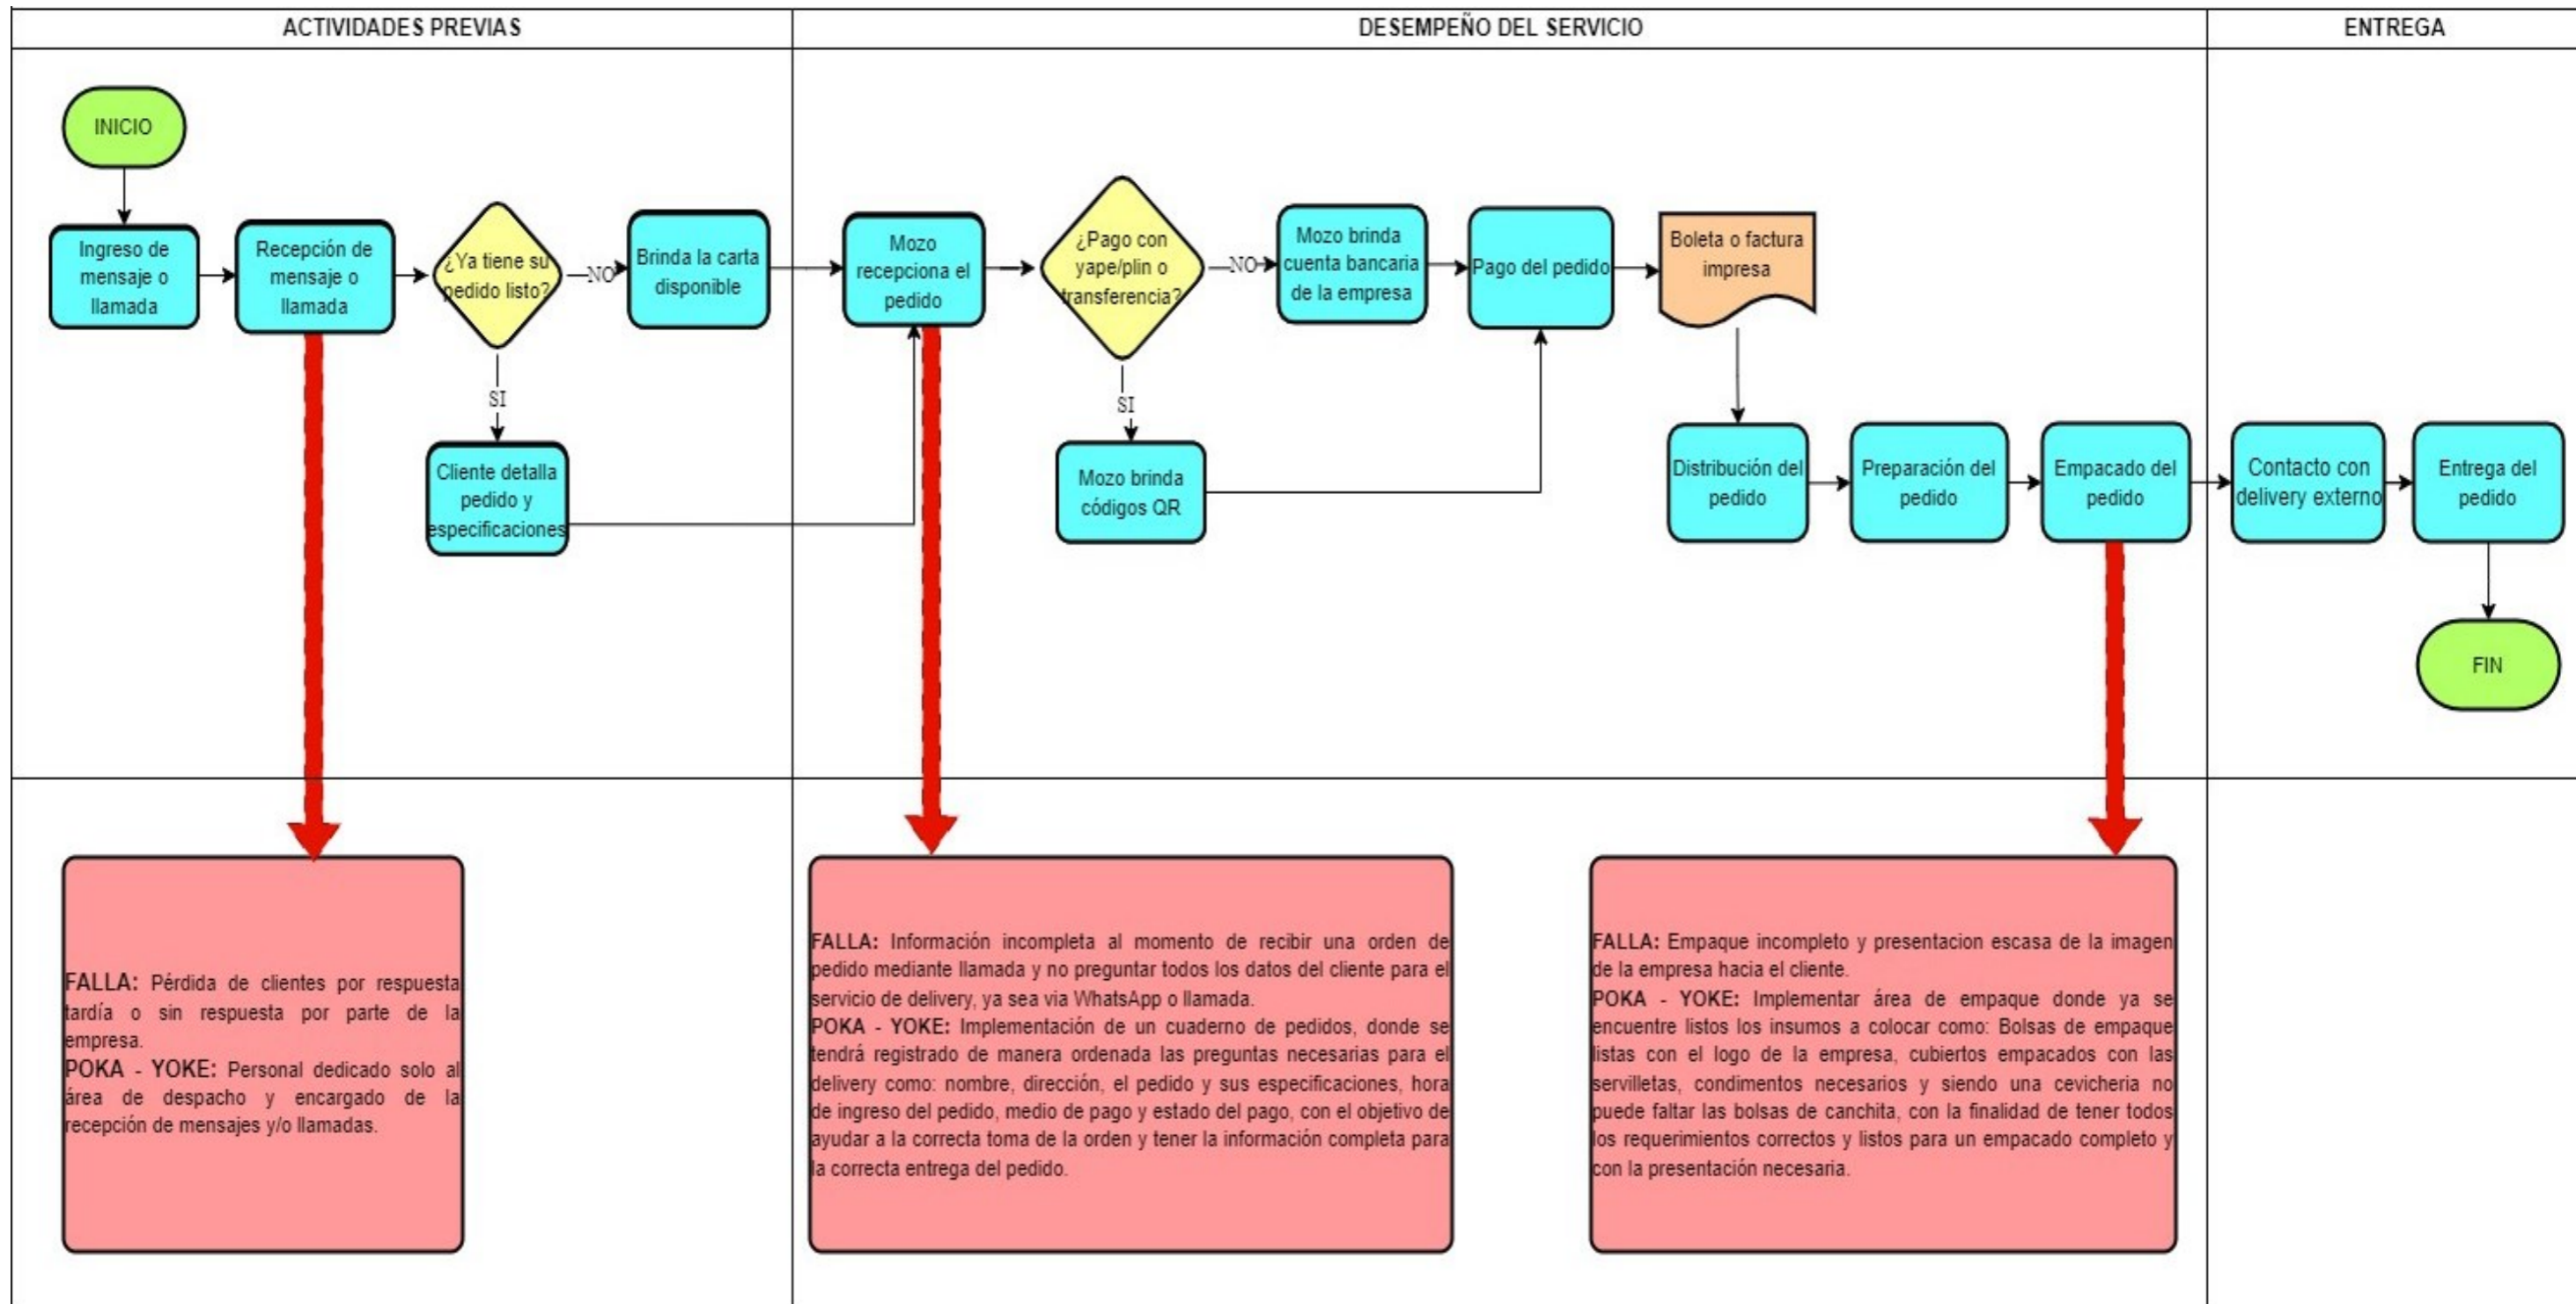 ACTIVIDADES PREVIAS
DESEMPEÑO DEL SERVICIO
ENTREGA
INICIO
Ingreso de
mensaje o
llamada
Recepción de
mensaje o
llamada
¿Ya tiene su
pedido listo?
NO
Brinda la carta
disponible
SI
Cliente detalla
pedido y
especificaciones
Mozo
recepciona el
pedido
¿Pago con
yape/plin o
transferencia?
NO
Mozo brinda
cuenta bancaria
de la empresa
SI
Mozo brinda
códigos QR
Pago del pedido
Boleta o factura
impresa
Distribución del
pedido
Preparación del
pedido
Empacado del
pedido
Contacto con
delivery externo
Entrega del
pedido
FIN
FALLA: Pérdida de clientes por respuesta
tardía o sin respuesta por parte de la
empresa.
POKA - YOKE: Personal dedicado solo al
área de despacho y encargado de la
recepción de mensajes y/o llamadas.
FALLA: Información incompleta al momento de recibir una orden de
pedido mediante llamada y no preguntar todos los datos del cliente para el
servicio de delivery, ya sea via WhatsApp o llamada.
POKA - YOKE: Implementación de un cuaderno de pedidos, donde se
tendrá registrado de manera ordenada las preguntas necesarias para el
delivery como: nombre, dirección, el pedido y sus especificaciones, hora
de ingreso del pedido, medio de pago y estado del pago, con el objetivo de
ayudar a la correcta toma de la orden y tener la información completa para
la correcta entrega del pedido.
FALLA: Empaque incompleto y presentacion escasa de la imagen
de la empresa hacia el cliente.
POKA - YOKE: Implementar área de empaque donde ya se
encuentre listos los insumos a colocar como: Bolsas de empaque
listas con el logo de la empresa, cubiertos empacados con las
servilletas, condimentos necesarios y siendo una cevicheria no
puede faltar las bolsas de canchita, con la finalidad de tener todos
los requerimientos correctos y listos para un empacado completo y
con la presentación necesaria.